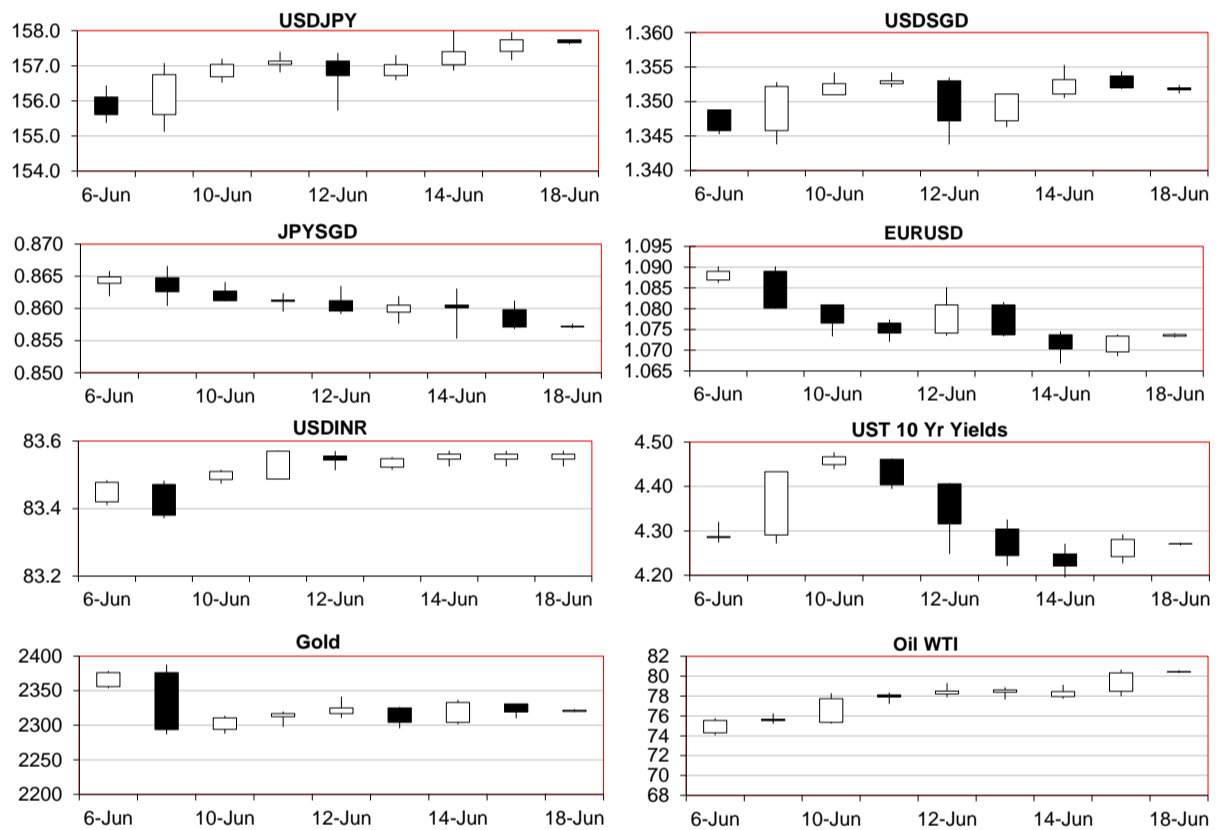 USDJPY
158.0
157.0
156.0
155.0
154.0
6-Jun 10-Jun 12-Jun 14-Jun 18-Jun
USDSGD
1.360
1.355
1.350
1.345
1.340
6-Jun 10-Jun 12-Jun 14-Jun 18-Jun
JPYSGD
0.870
0.865
0.860
0.855
0.850
6-Jun 10-Jun 12-Jun 14-Jun 18-Jun
EURUSD
1.095
1.090
1.085
1.080
1.075
1.070
1.065
6-Jun 10-Jun 12-Jun 14-Jun 18-Jun
USDINR
83.6
83.4
83.2
6-Jun 10-Jun 12-Jun 14-Jun 18-Jun
UST 10 Yr Yields
4.50
4.40
4.30
4.20
6-Jun 10-Jun 12-Jun 14-Jun 18-Jun
Gold
2400
2350
2300
2250
2200
6-Jun 10-Jun 12-Jun 14-Jun 18-Jun
Oil WTI
82
80
78
76
74
72
70
68
6-Jun 10-Jun 12-Jun 14-Jun 18-Jun